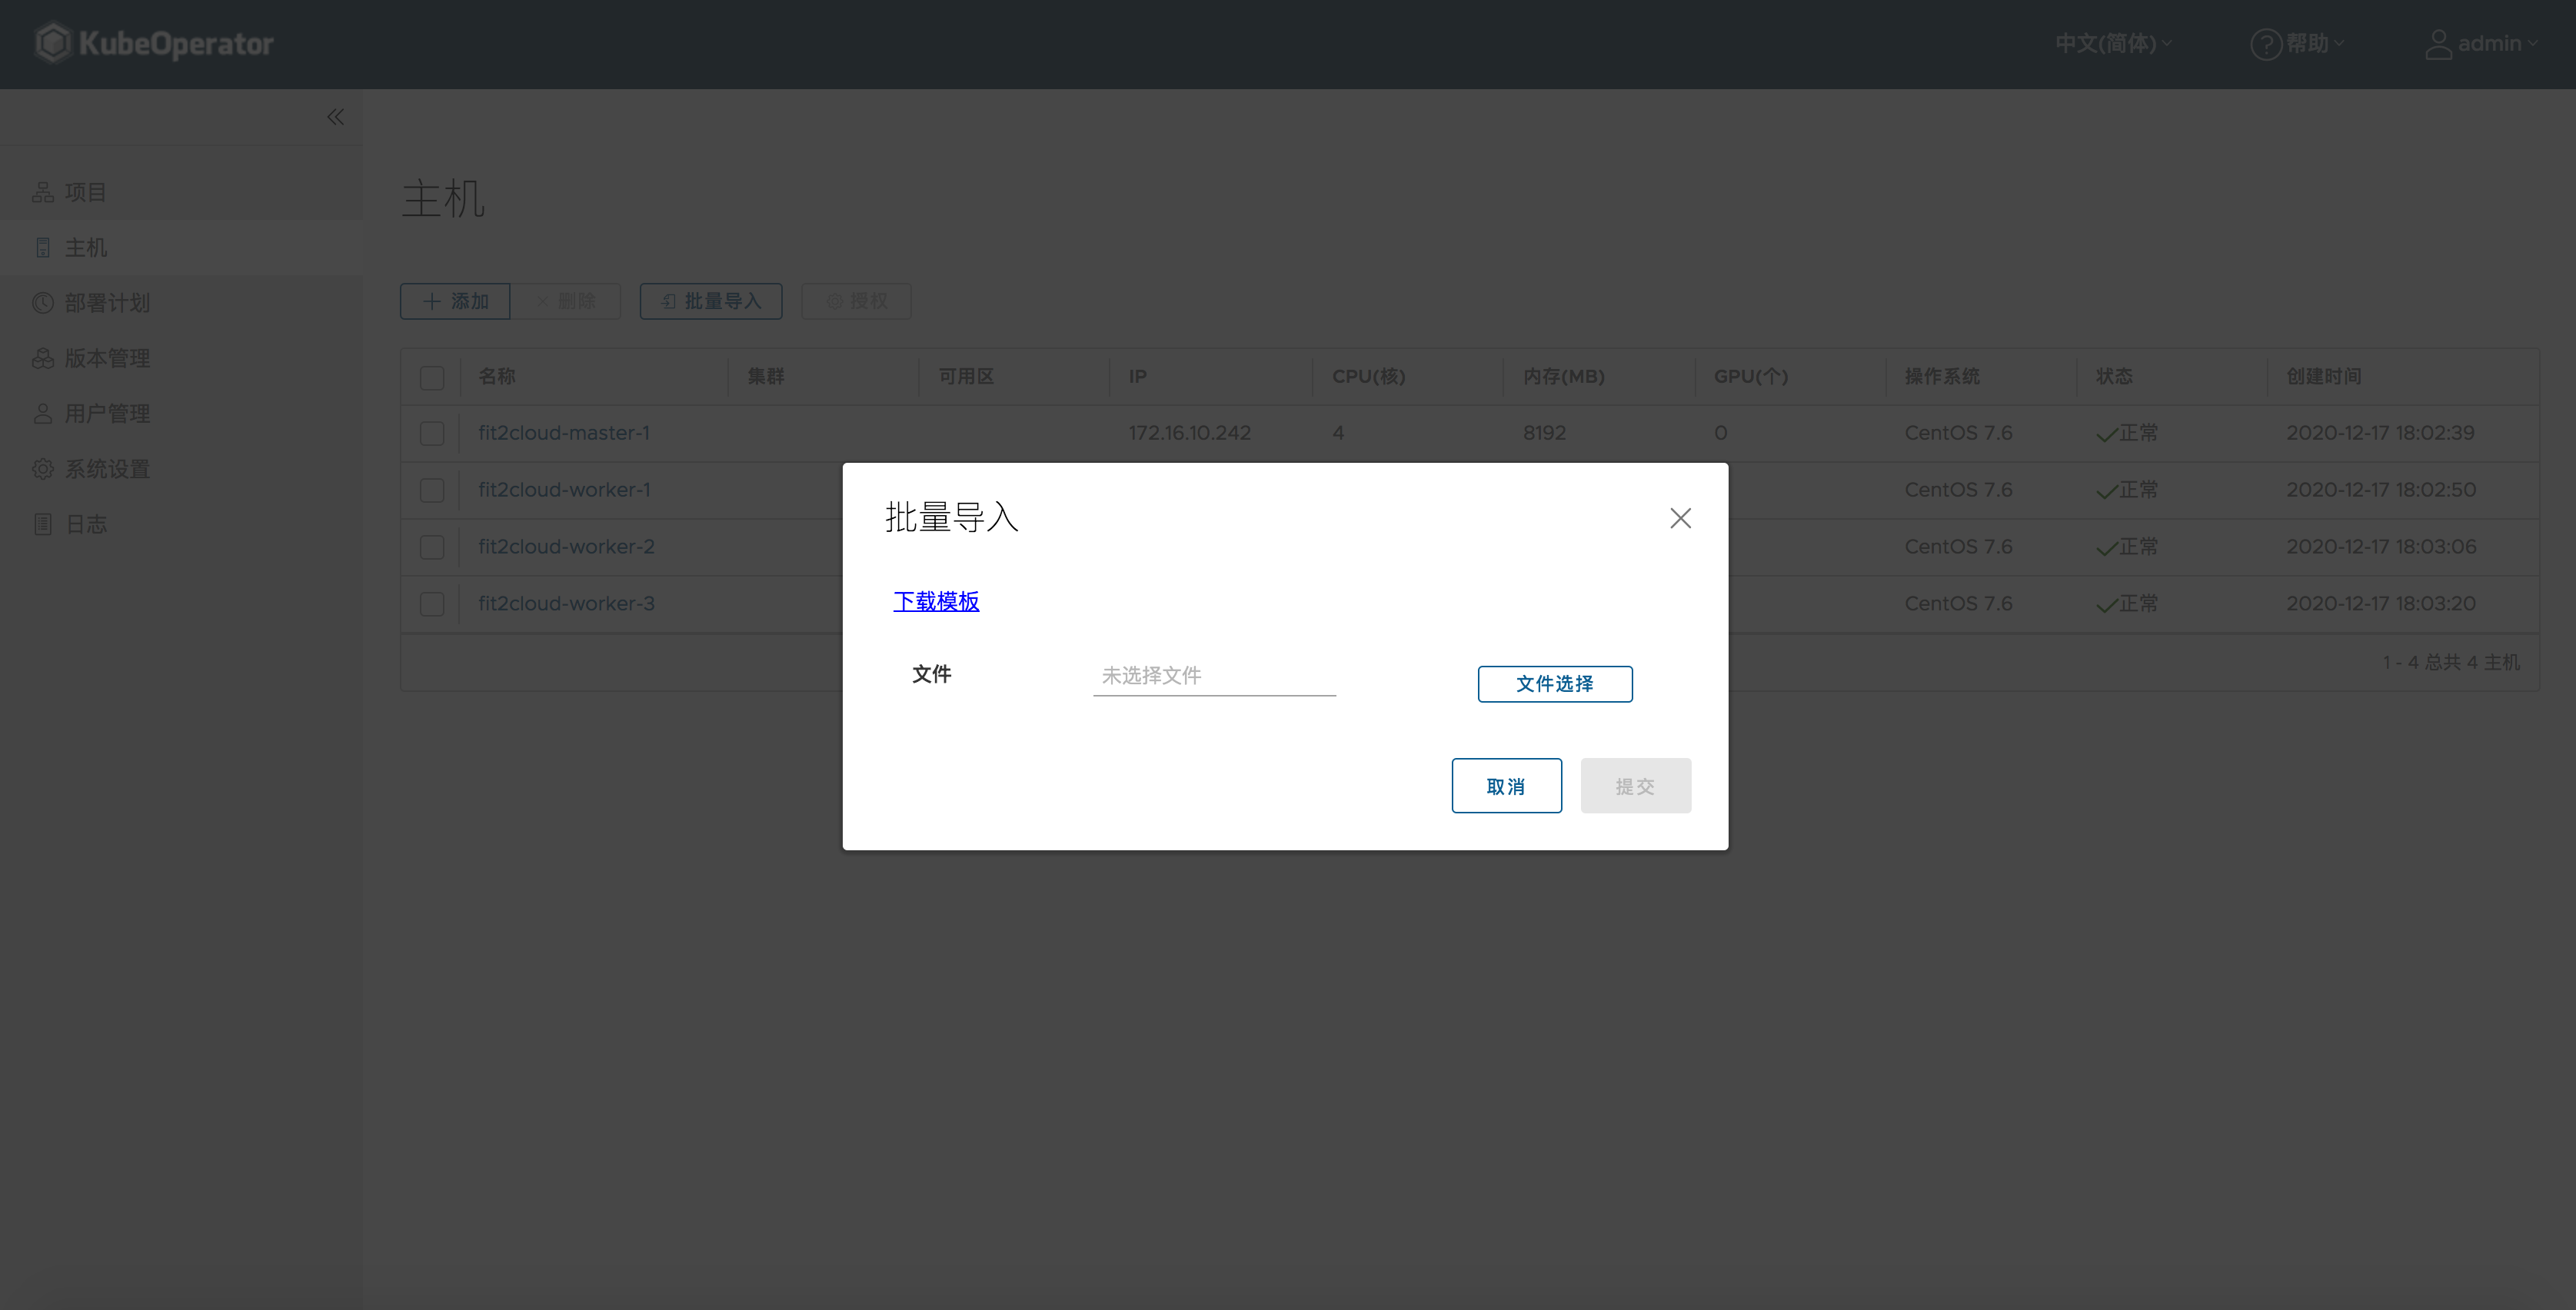 KubeOperator 中文(简体) 帮助 admin
项目
主机
部署计划
版本管理
用户管理
系统设置
日志
主机
添加 删除 批量导入 授权
名称 集群 可用区 IP CPU(核) 内存(MB) GPU(个) 操作系统 状态 创建时间
fit2cloud-master-1 172.16.10.242 4 8192 0 CentOS 7.6 正常 2020-12-17 18:02:39
fit2cloud-worker-1 CentOS 7.6 正常 2020-12-17 18:02:50
fit2cloud-worker-2 CentOS 7.6 正常 2020-12-17 18:03:06
fit2cloud-worker-3 CentOS 7.6 正常 2020-12-17 18:03:20
1 - 4 总共 4 主机
批量导入
下载模板
文件 未选择文件 文件选择
取消 提交